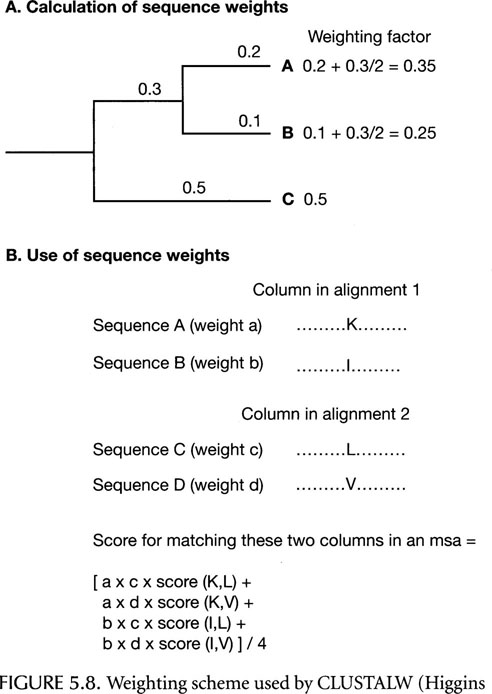 A. Calculation of sequence weights
Weighting factor
0.2
A 0.2 + 0.3/2 = 0.35
0.3
0.1
B 0.1 + 0.3/2 = 0.25
0.5
C 0.5
B. Use of sequence weights
Column in alignment 1
Sequence A (weight a) .........K.........
Sequence B (weight b) .........I.........
Column in alignment 2
Sequence C (weight c) .........L.........
Sequence D (weight d) .........V.........
Score for matching these two columns in an msa =
[ a x c x score (K,L) +
a x d x score (K,V) +
b x c x score (I,L) +
b x d x score (I,V) ] / 4
FIGURE 5.8. Weighting scheme used by CLUSTALW (Higgins